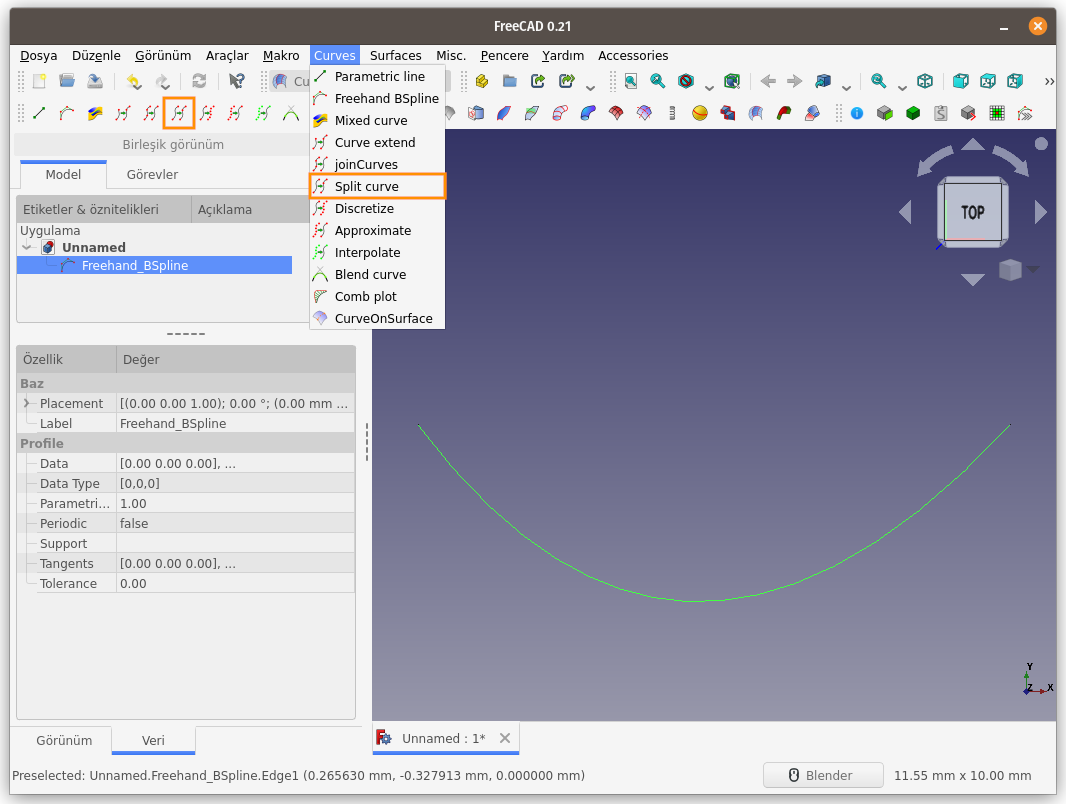 FreeCAD 0.21
Dosya Düzenle Görünüm Araçlar Makro Curves Surfaces Misc. Pencere Yardım Accessories
Cu
Parametric line
Freehand BSpline
Mixed curve
Curve extend
joinCurves
Split curve
Discretize
Approximate
Interpolate
Blend curve
Comb plot
CurveOnSurface
Birleşik görünüm
Model Görevler
Etiketler & öznitelikleri Açıklama
Uygulama
Unnamed
Freehand_BSpline
TOP
Özellik Değer
Baz
Placement [(0.00 0.00 1.00); 0.00 °; (0.00 mm ...
Label Freehand_BSpline
Profile
Data [0.00 0.00 0.00], ...
Data Type [0,0,0]
Parametri... 1.00
Periodic false
Support
Tangents [0.00 0.00 0.00], ...
Tolerance 0.00
Y
Z X
Görünüm Veri
Unnamed : 1*
Preselected: Unnamed.Freehand_BSpline.Edge1 (0.265630 mm, -0.327913 mm, 0.000000 mm)
Blender 11.55 mm x 10.00 mm